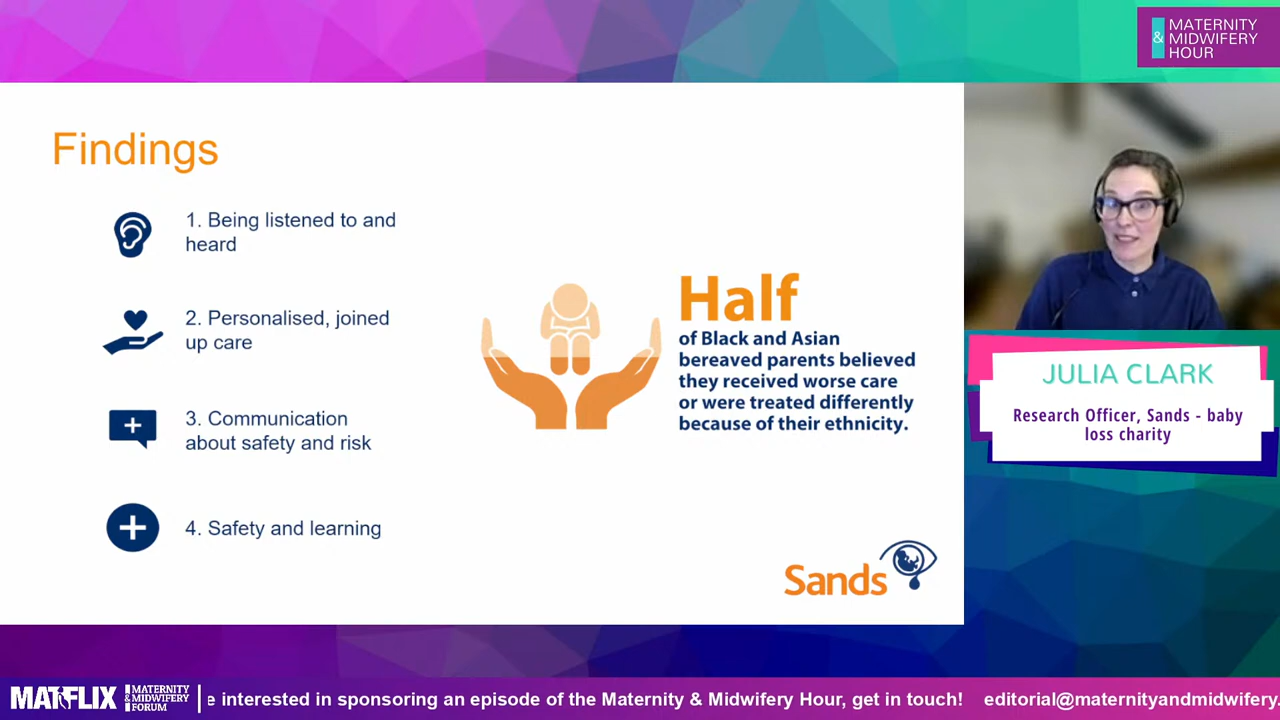 MATERNITY
& MIDWIFERY
HOUR
Findings
1. Being listened to and
heard
2. Personalised, joined
up care
3. Communication
about safety and risk
4. Safety and learning
Half
of Black and Asian
bereaved parents believed
they received worse care
or were treated differently
because of their ethnicity.
Sands
JULIA CLARK
Research Officer, Sands - baby
loss charity
MATFLIX
MATERNITY
& MIDWIFERY
FORUM
e interested in sponsoring an episode of the Maternity & Midwifery Hour, get in touch! editorial@maternityandmidwifery.